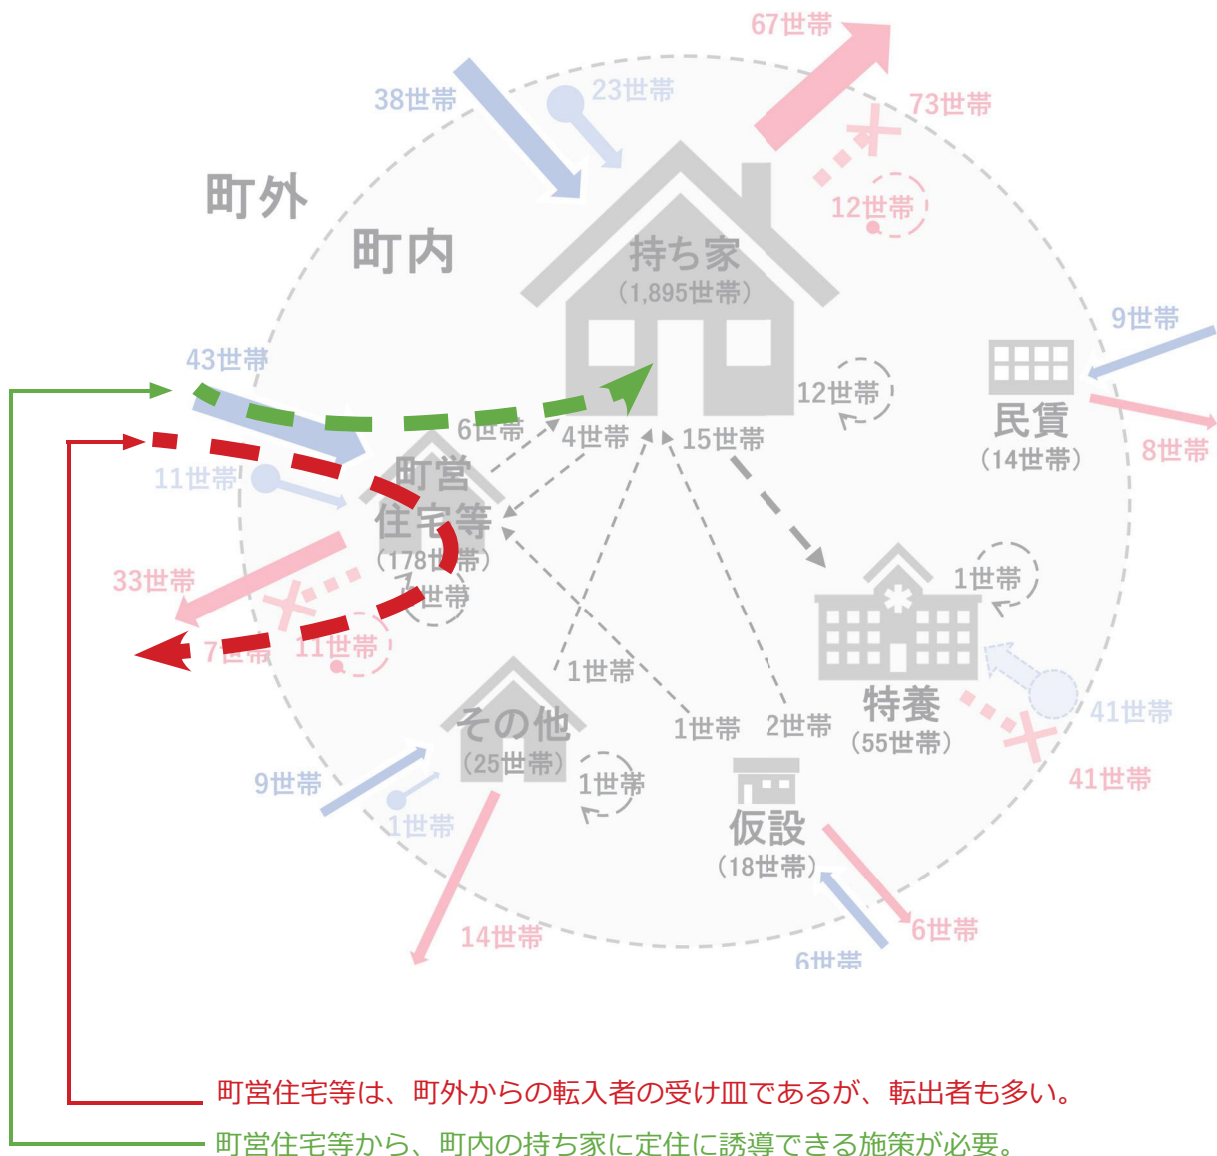 67世帯
38世帯
23世帯
73世帯
町外
12世帯
町内
持ち家
（1,895世帯）
9世帯
43世帯
12世帯
6世帯
4世帯
15世帯
民賃
（14世帯）
8世帯
11世帯
町営
住宅等
（178世帯）
33世帯
1世帯
7世帯
11世帯
1世帯
特養
（55世帯）
41世帯
その他
（25世帯）
1世帯
2世帯
41世帯
9世帯
1世帯
1世帯
仮設
（18世帯）
14世帯
6世帯
6世帯
町営住宅等は、町外からの転入者の受け皿であるが、転出者も多い。
町営住宅等から、町内の持ち家に定住に誘導できる施策が必要。